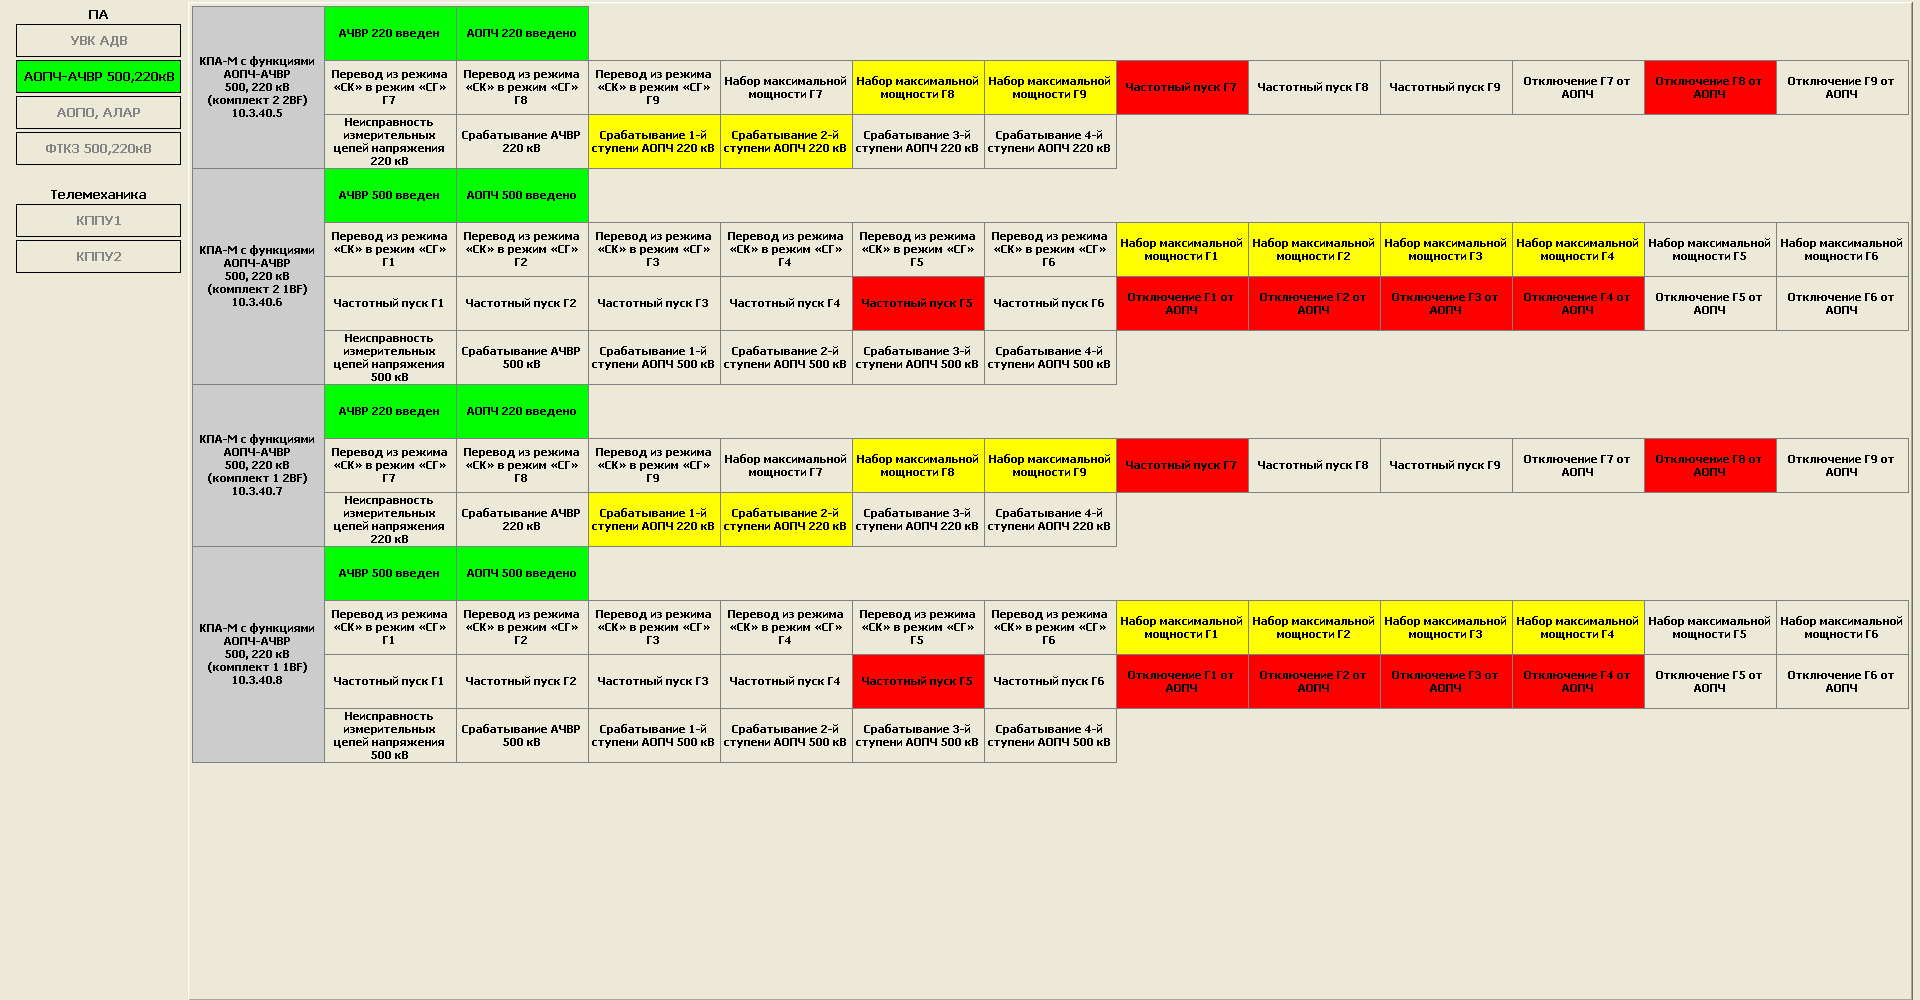 ПА
УВК АДВ
АОПЧ-АЧВР 500,220кВ
АОПО, АЛАР
ФТКЗ 500,220кВ
Телемеханика
КППУ1
КППУ2
КПА-М с функциями
АОПЧ-АЧВР
500, 220 кВ
(комплект 2 2BF)
10.3.40.5
АЧВР 220 введен
АОПЧ 220 введено
Перевод из режима
«СК» в режим «СГ»
Г7
Перевод из режима
«СК» в режим «СГ»
Г8
Перевод из режима
«СК» в режим «СГ»
Г9
Набор максимальной
мощности Г7
Набор максимальной
мощности Г8
Набор максимальной
мощности Г9
Частотный пуск Г7
Частотный пуск Г8
Частотный пуск Г9
Отключение Г7 от
АОПЧ
Отключение Г8 от
АОПЧ
Отключение Г9 от
АОПЧ
Неисправность
измерительных
цепей напряжения
220 кВ
Срабатывание АЧВР
220 кВ
Срабатывание 1-й
ступени АОПЧ 220 кВ
Срабатывание 2-й
ступени АОПЧ 220 кВ
Срабатывание 3-й
ступени АОПЧ 220 кВ
Срабатывание 4-й
ступени АОПЧ 220 кВ
КПА-М с функциями
АОПЧ-АЧВР
500, 220 кВ
(комплект 2 1BF)
10.3.40.6
АЧВР 500 введен
АОПЧ 500 введено
Перевод из режима
«СК» в режим «СГ»
Г1
Перевод из режима
«СК» в режим «СГ»
Г2
Перевод из режима
«СК» в режим «СГ»
Г3
Перевод из режима
«СК» в режим «СГ»
Г4
Перевод из режима
«СК» в режим «СГ»
Г5
Перевод из режима
«СК» в режим «СГ»
Г6
Набор максимальной
мощности Г1
Набор максимальной
мощности Г2
Набор максимальной
мощности Г3
Набор максимальной
мощности Г4
Набор максимальной
мощности Г5
Набор максимальной
мощности Г6
Частотный пуск Г1
Частотный пуск Г2
Частотный пуск Г3
Частотный пуск Г4
Частотный пуск Г5
Частотный пуск Г6
Отключение Г1 от
АОПЧ
Отключение Г2 от
АОПЧ
Отключение Г3 от
АОПЧ
Отключение Г4 от
АОПЧ
Отключение Г5 от
АОПЧ
Отключение Г6 от
АОПЧ
Неисправность
измерительных
цепей напряжения
500 кВ
Срабатывание АЧВР
500 кВ
Срабатывание 1-й
ступени АОПЧ 500 кВ
Срабатывание 2-й
ступени АОПЧ 500 кВ
Срабатывание 3-й
ступени АОПЧ 500 кВ
Срабатывание 4-й
ступени АОПЧ 500 кВ
КПА-М с функциями
АОПЧ-АЧВР
500, 220 кВ
(комплект 1 2BF)
10.3.40.7
АЧВР 220 введен
АОПЧ 220 введено
Перевод из режима
«СК» в режим «СГ»
Г7
Перевод из режима
«СК» в режим «СГ»
Г8
Перевод из режима
«СК» в режим «СГ»
Г9
Набор максимальной
мощности Г7
Набор максимальной
мощности Г8
Набор максимальной
мощности Г9
Частотный пуск Г7
Частотный пуск Г8
Частотный пуск Г9
Отключение Г7 от
АОПЧ
Отключение Г8 от
АОПЧ
Отключение Г9 от
АОПЧ
Неисправность
измерительных
цепей напряжения
220 кВ
Срабатывание АЧВР
220 кВ
Срабатывание 1-й
ступени АОПЧ 220 кВ
Срабатывание 2-й
ступени АОПЧ 220 кВ
Срабатывание 3-й
ступени АОПЧ 220 кВ
Срабатывание 4-й
ступени АОПЧ 220 кВ
КПА-М с функциями
АОПЧ-АЧВР
500, 220 кВ
(комплект 1 1BF)
10.3.40.8
АЧВР 500 введен
АОПЧ 500 введено
Перевод из режима
«СК» в режим «СГ»
Г1
Перевод из режима
«СК» в режим «СГ»
Г2
Перевод из режима
«СК» в режим «СГ»
Г3
Перевод из режима
«СК» в режим «СГ»
Г4
Перевод из режима
«СК» в режим «СГ»
Г5
Перевод из режима
«СК» в режим «СГ»
Г6
Набор максимальной
мощности Г1
Набор максимальной
мощности Г2
Набор максимальной
мощности Г3
Набор максимальной
мощности Г4
Набор максимальной
мощности Г5
Набор максимальной
мощности Г6
Частотный пуск Г1
Частотный пуск Г2
Частотный пуск Г3
Частотный пуск Г4
Частотный пуск Г5
Частотный пуск Г6
Отключение Г1 от
АОПЧ
Отключение Г2 от
АОПЧ
Отключение Г3 от
АОПЧ
Отключение Г4 от
АОПЧ
Отключение Г5 от
АОПЧ
Отключение Г6 от
АОПЧ
Неисправность
измерительных
цепей напряжения
500 кВ
Срабатывание АЧВР
500 кВ
Срабатывание 1-й
ступени АОПЧ 500 кВ
Срабатывание 2-й
ступени АОПЧ 500 кВ
Срабатывание 3-й
ступени АОПЧ 500 кВ
Срабатывание 4-й
ступени АОПЧ 500 кВ